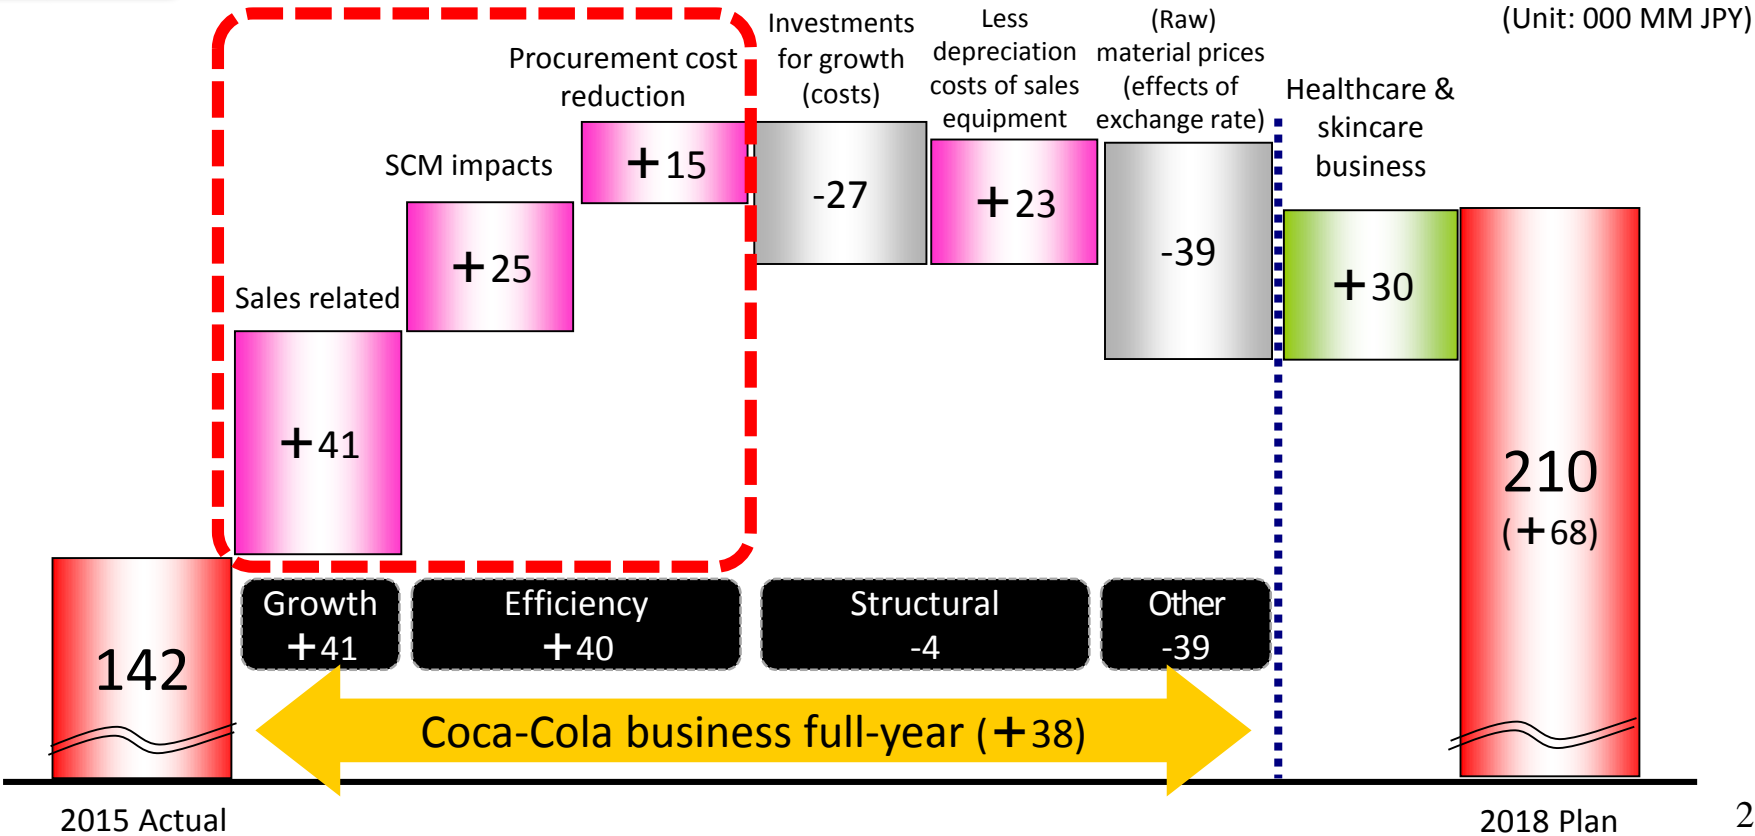 (Unit: 000 MM JPY)
Procurement cost
reduction
Investments
for growth
(costs)
Less
depreciation
costs of sales
equipment
(Raw)
material prices
(effects of
exchange rate)
Healthcare &
skincare
business
SCM impacts
Sales related
+41
+25
+15
-27
+23
-39
+30
142
210
(+68)
Growth
+41
Efficiency
+40
Structural
-4
Other
-39
Coca-Cola business full-year (+38)
2015 Actual
2018 Plan
2